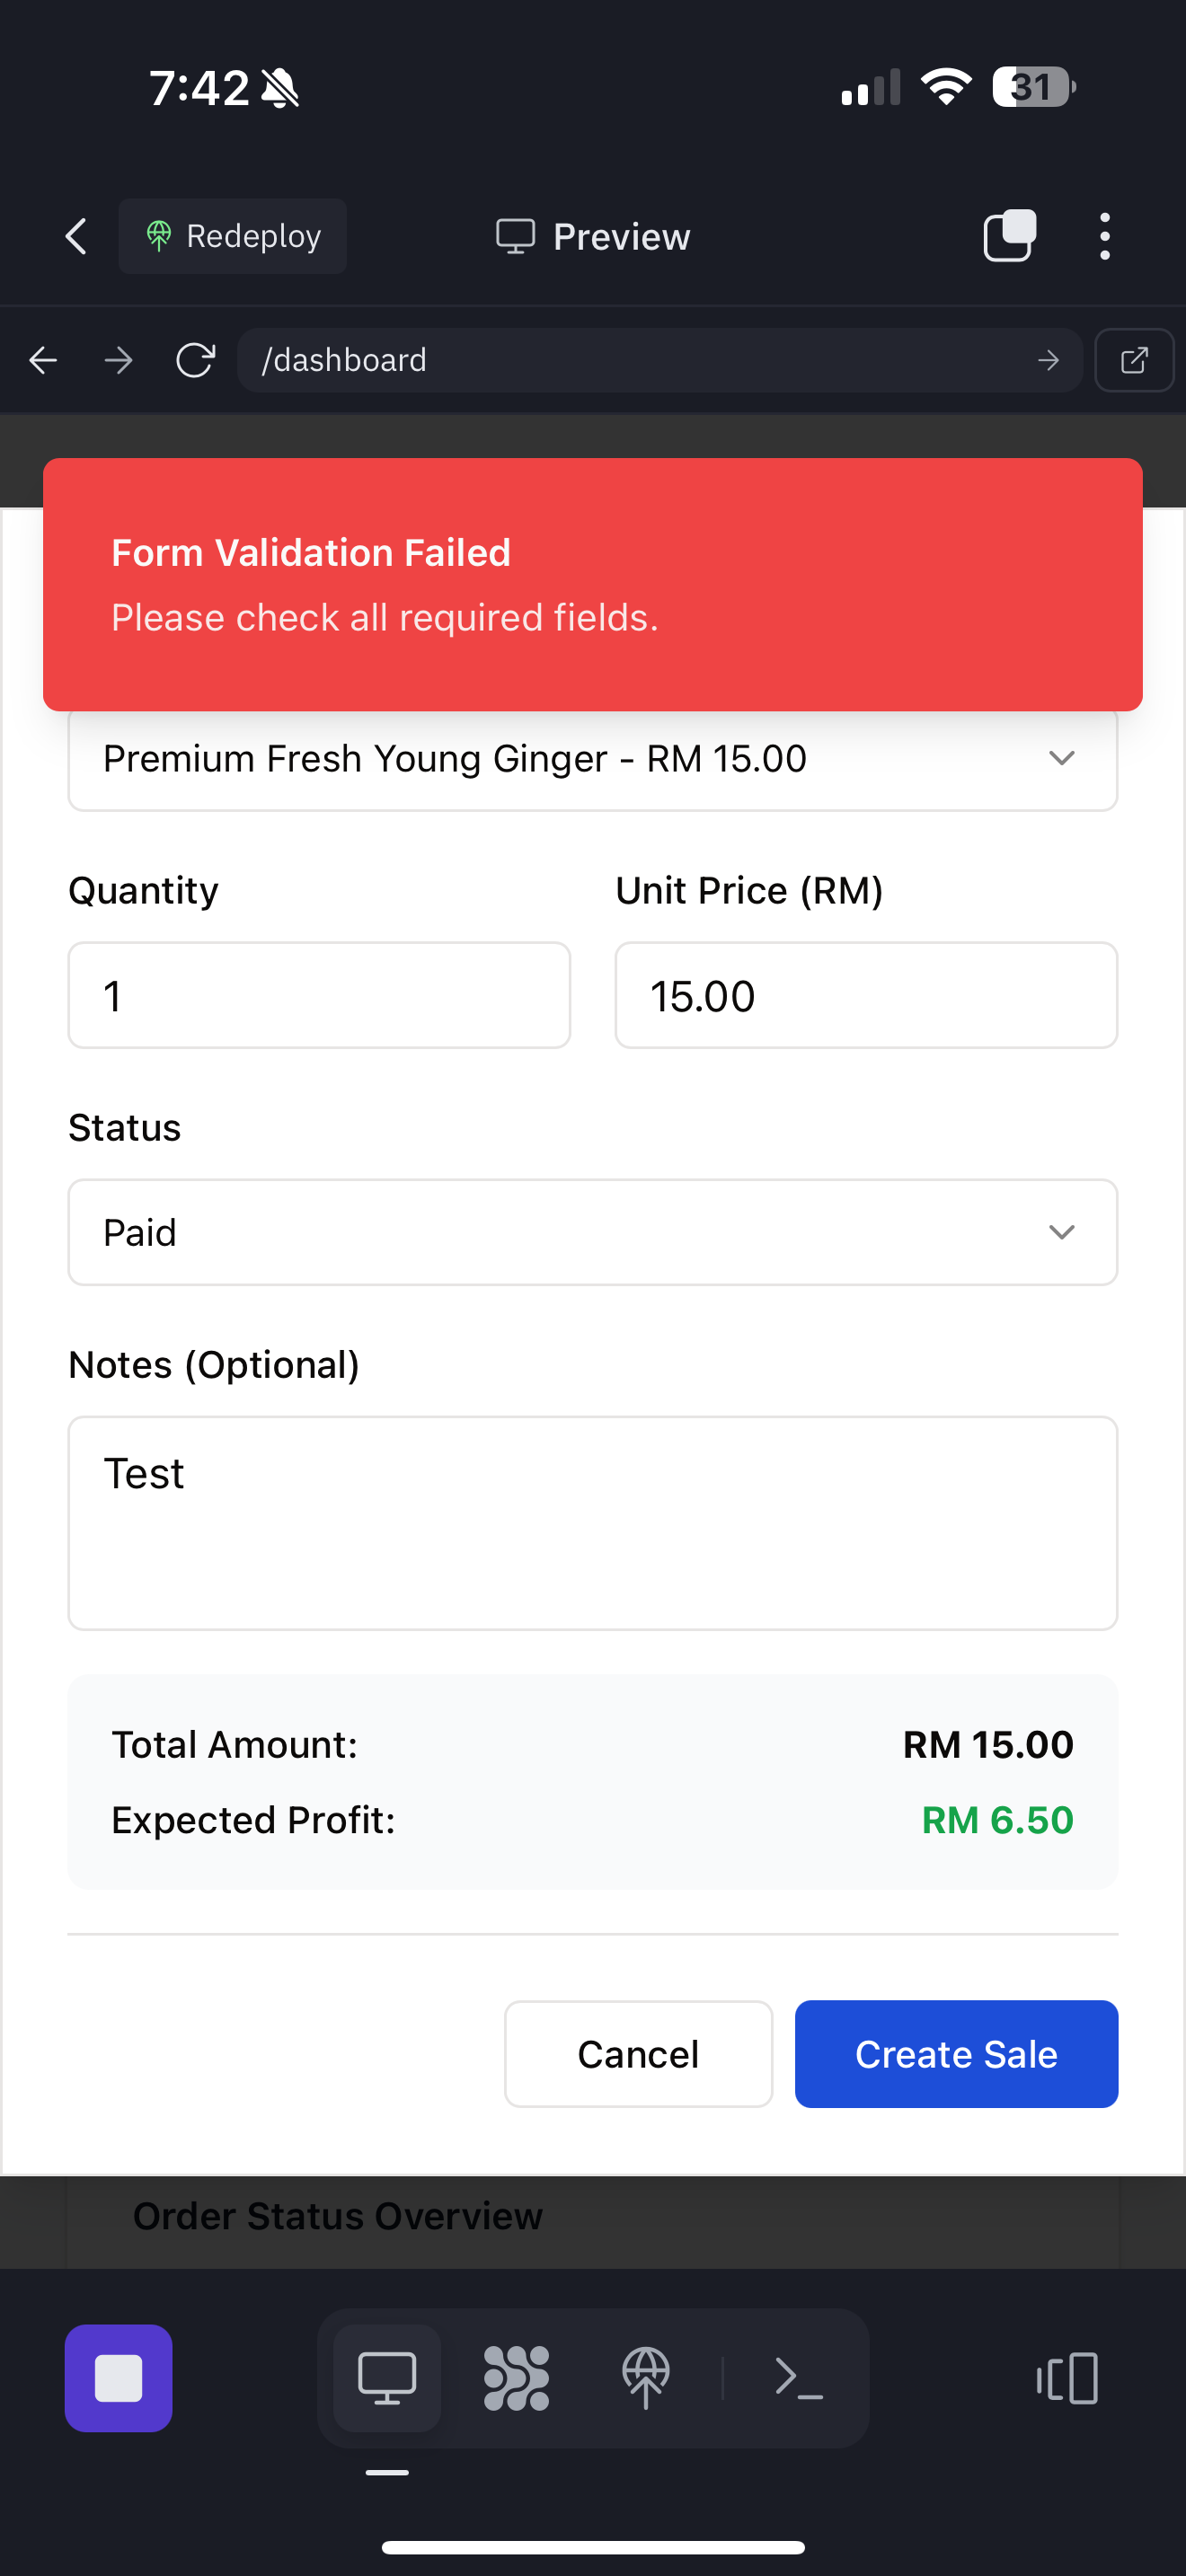 7:42
31
Redeploy
Preview
/dashboard
Form Validation Failed
Please check all required fields.
Premium Fresh Young Ginger - RM 15.00
Quantity
Unit Price (RM)
1
15.00
Status
Paid
Notes (Optional)
Test
Total Amount:
RM 15.00
Expected Profit:
RM 6.50
Cancel
Create Sale
Order Status Overview